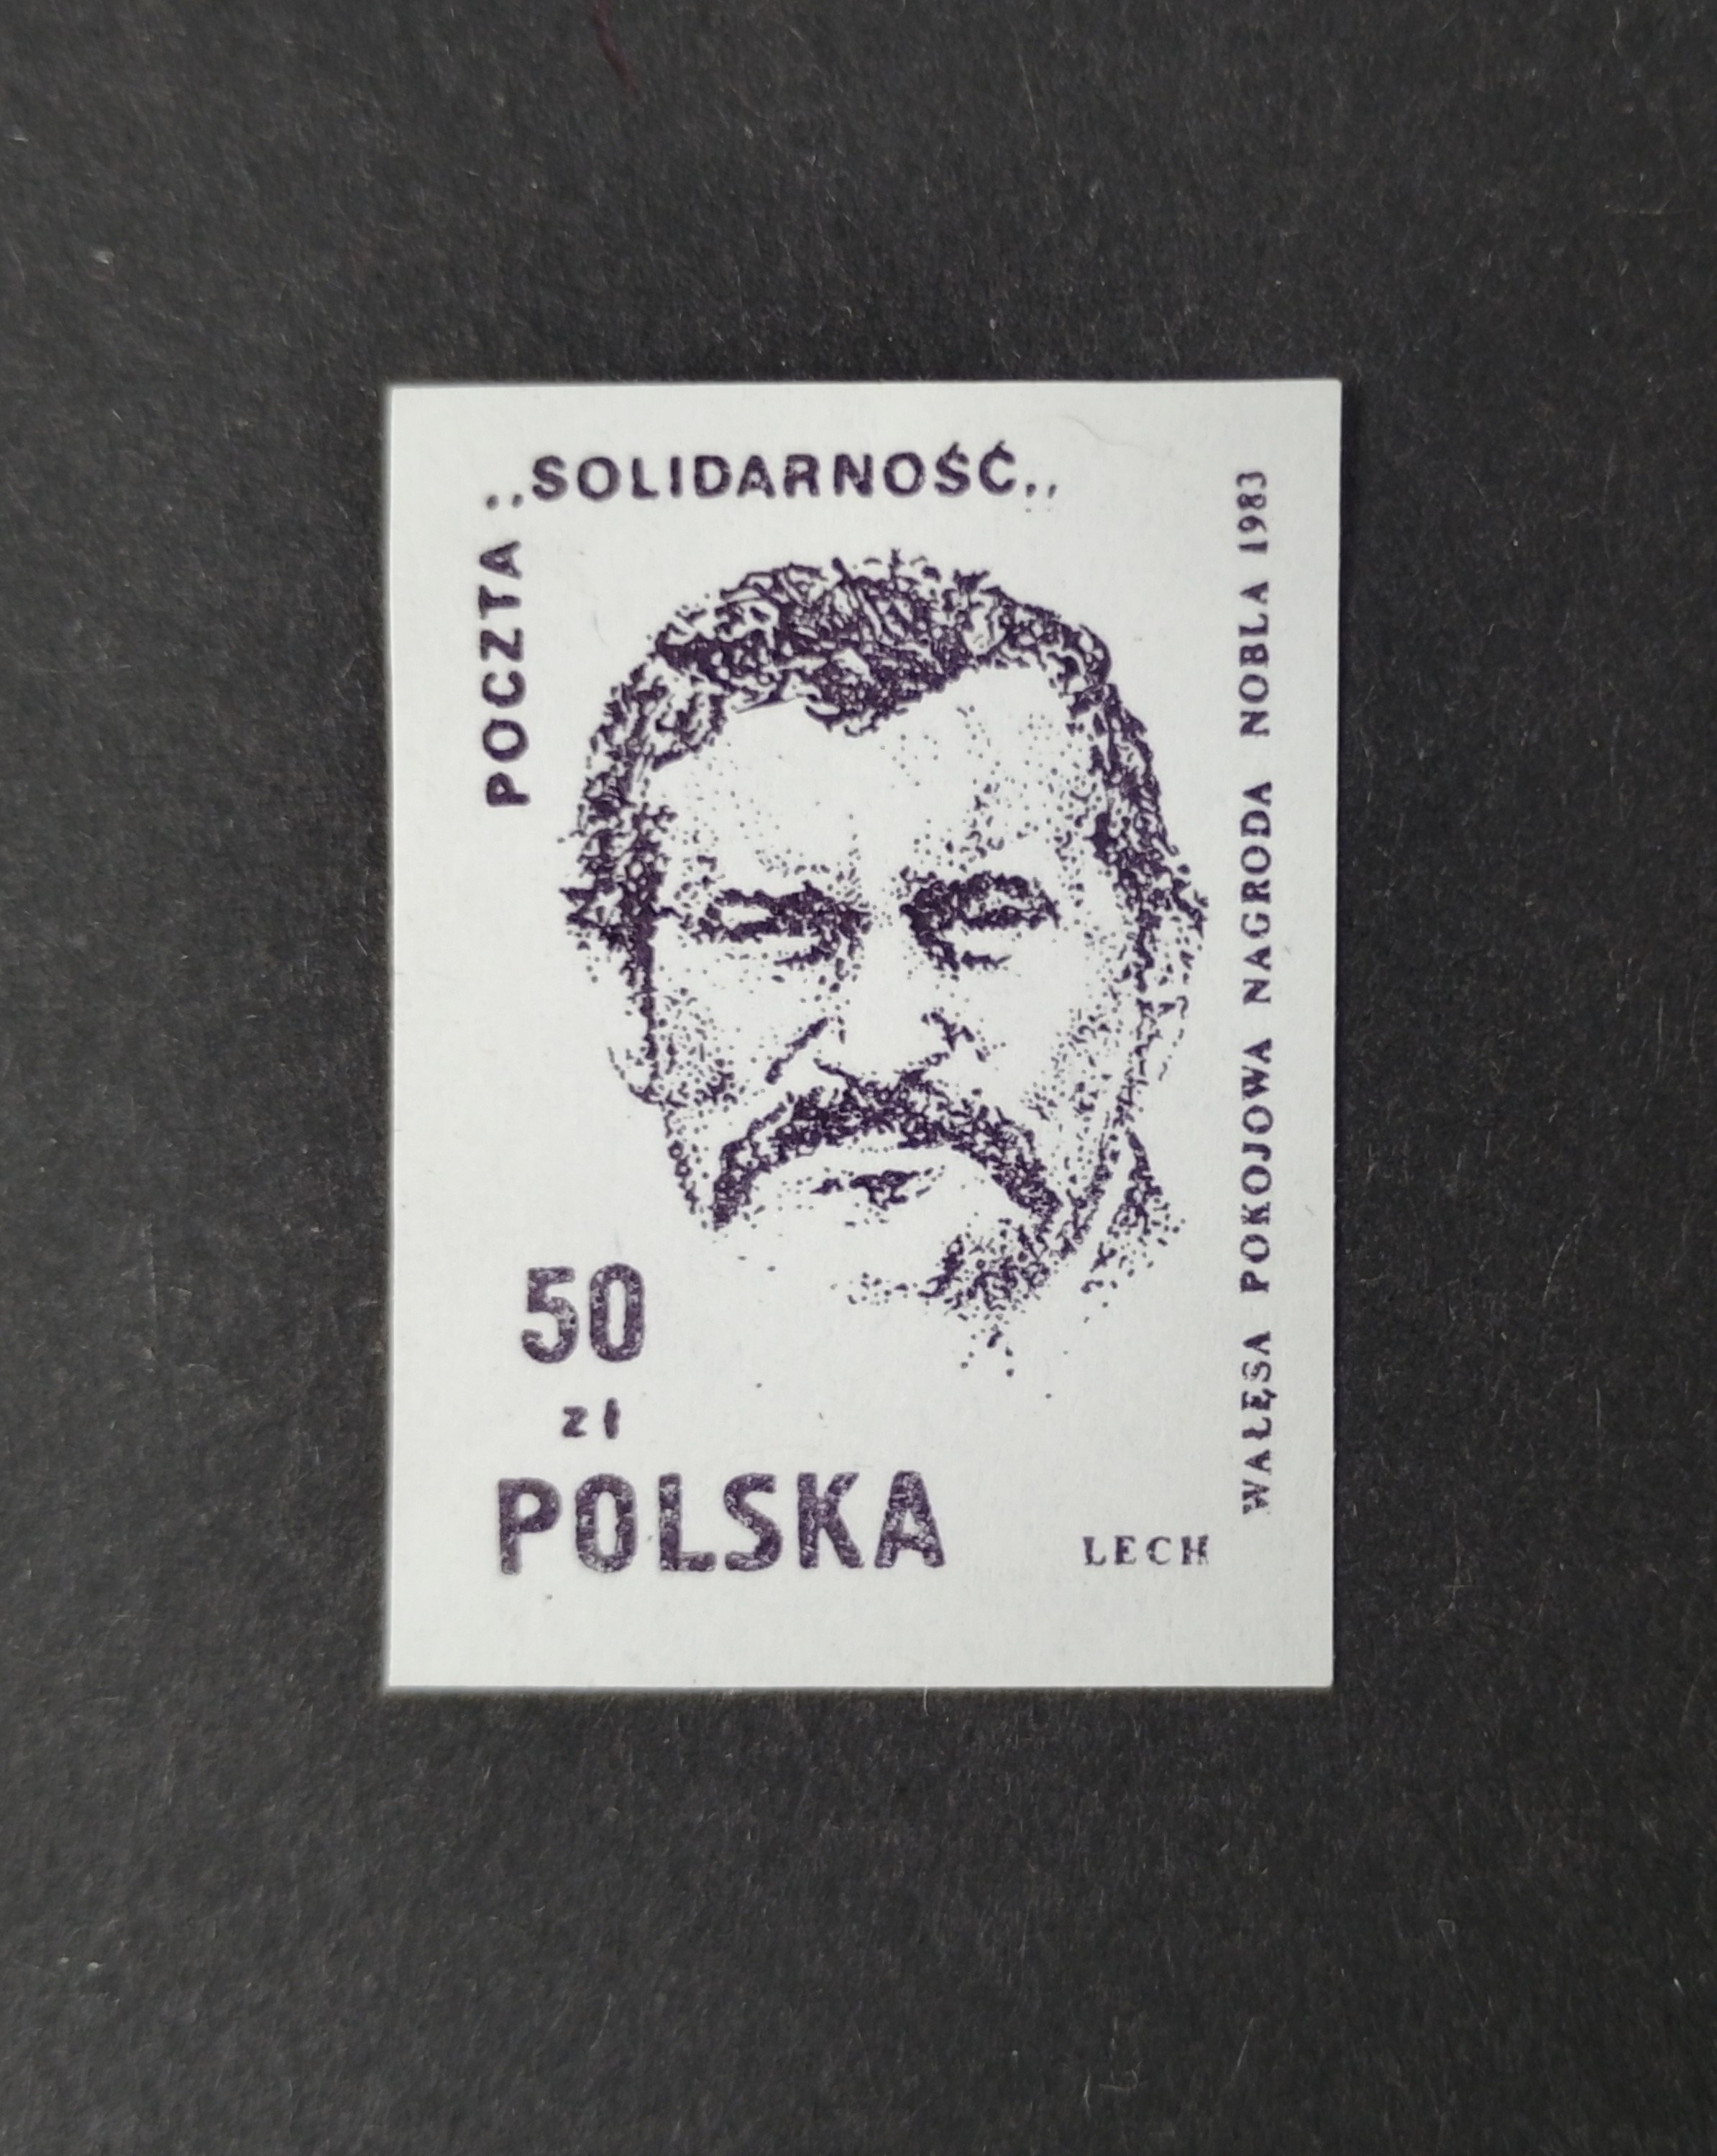 POCZTA
,,SOLIDARNOŚĆ,,
50
zł
POLSKA
LECH
WAŁĘSA POKOJOWA NAGRODA NOBLA 1983